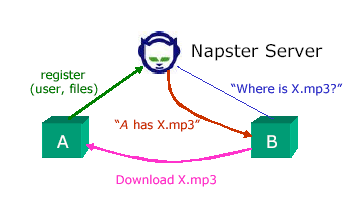 Napster Server
register
(user, files)
"Where is X.mp3?"
"A has X.mp3"
A
B
Download X.mp3